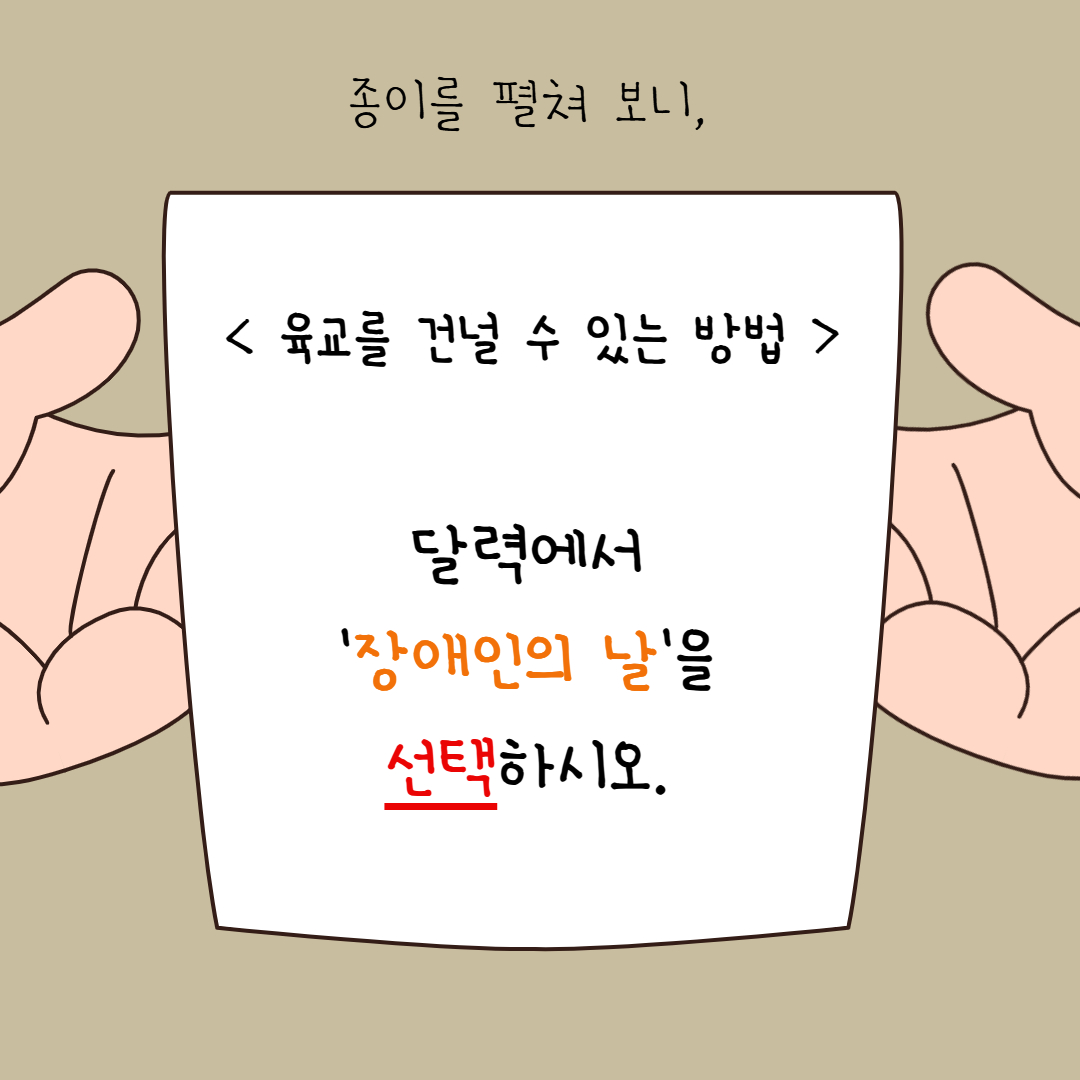 종이를 펼쳐 보니,
< 육교를 건널 수 있는 방법 >
달력에서
'장애인의 날'을
선택하시오.